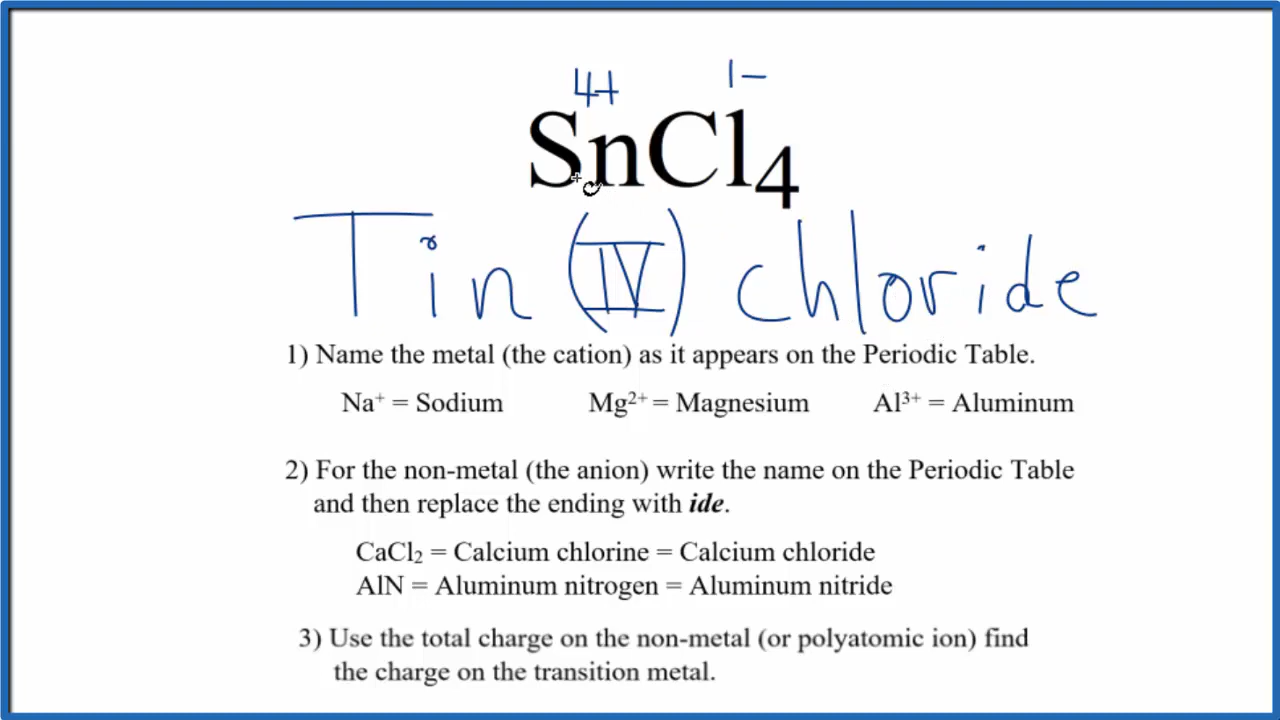 4+ 1-
SnCl₄
Tin (IV) chloride
1) Name the metal (the cation) as it appears on the Periodic Table.
Na⁺ = Sodium Mg²⁺ = Magnesium Al³⁺ = Aluminum
2) For the non-metal (the anion) write the name on the Periodic Table
and then replace the ending with ide.
CaCl₂ = Calcium chlorine = Calcium chloride
AlN = Aluminum nitrogen = Aluminum nitride
3) Use the total charge on the non-metal (or polyatomic ion) find
the charge on the transition metal.